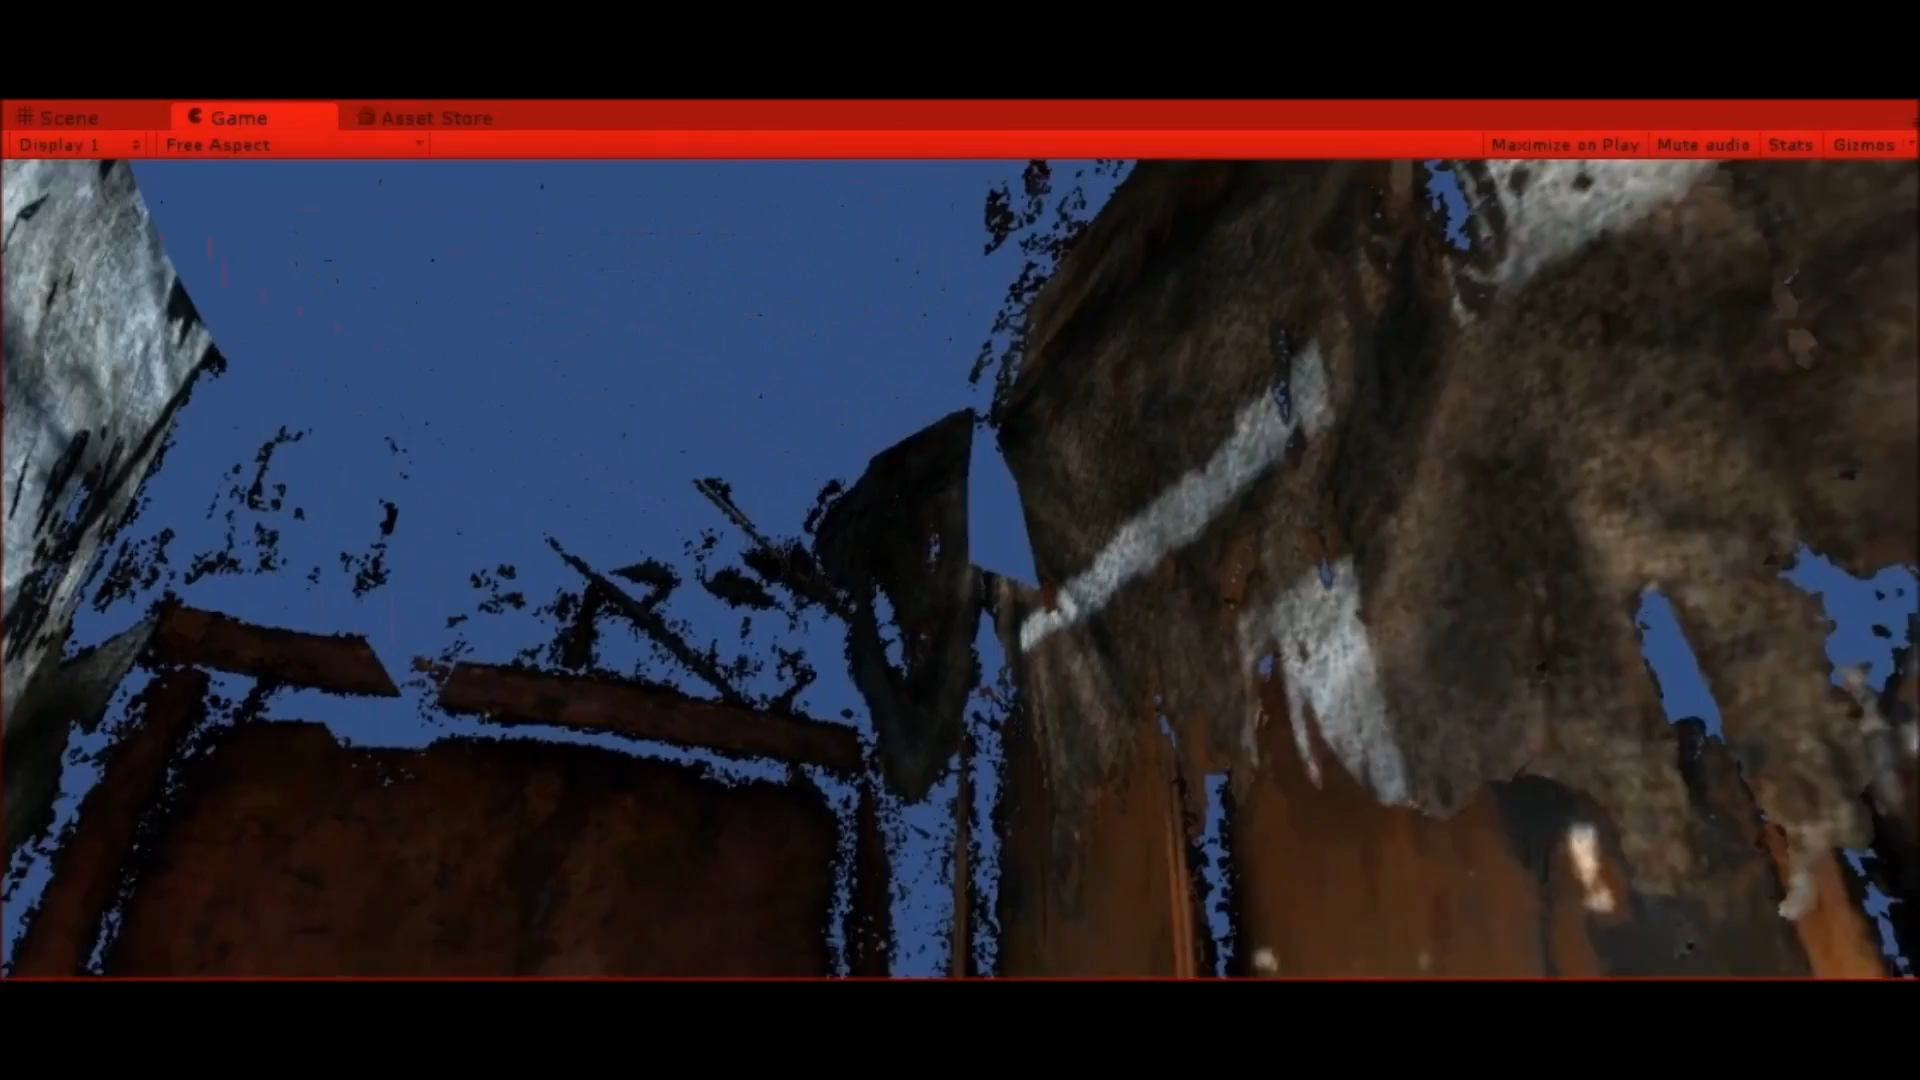 Scene Game Asset Store
Display 1 Free Aspect Maximize on Play Mute audio Stats Gizmos